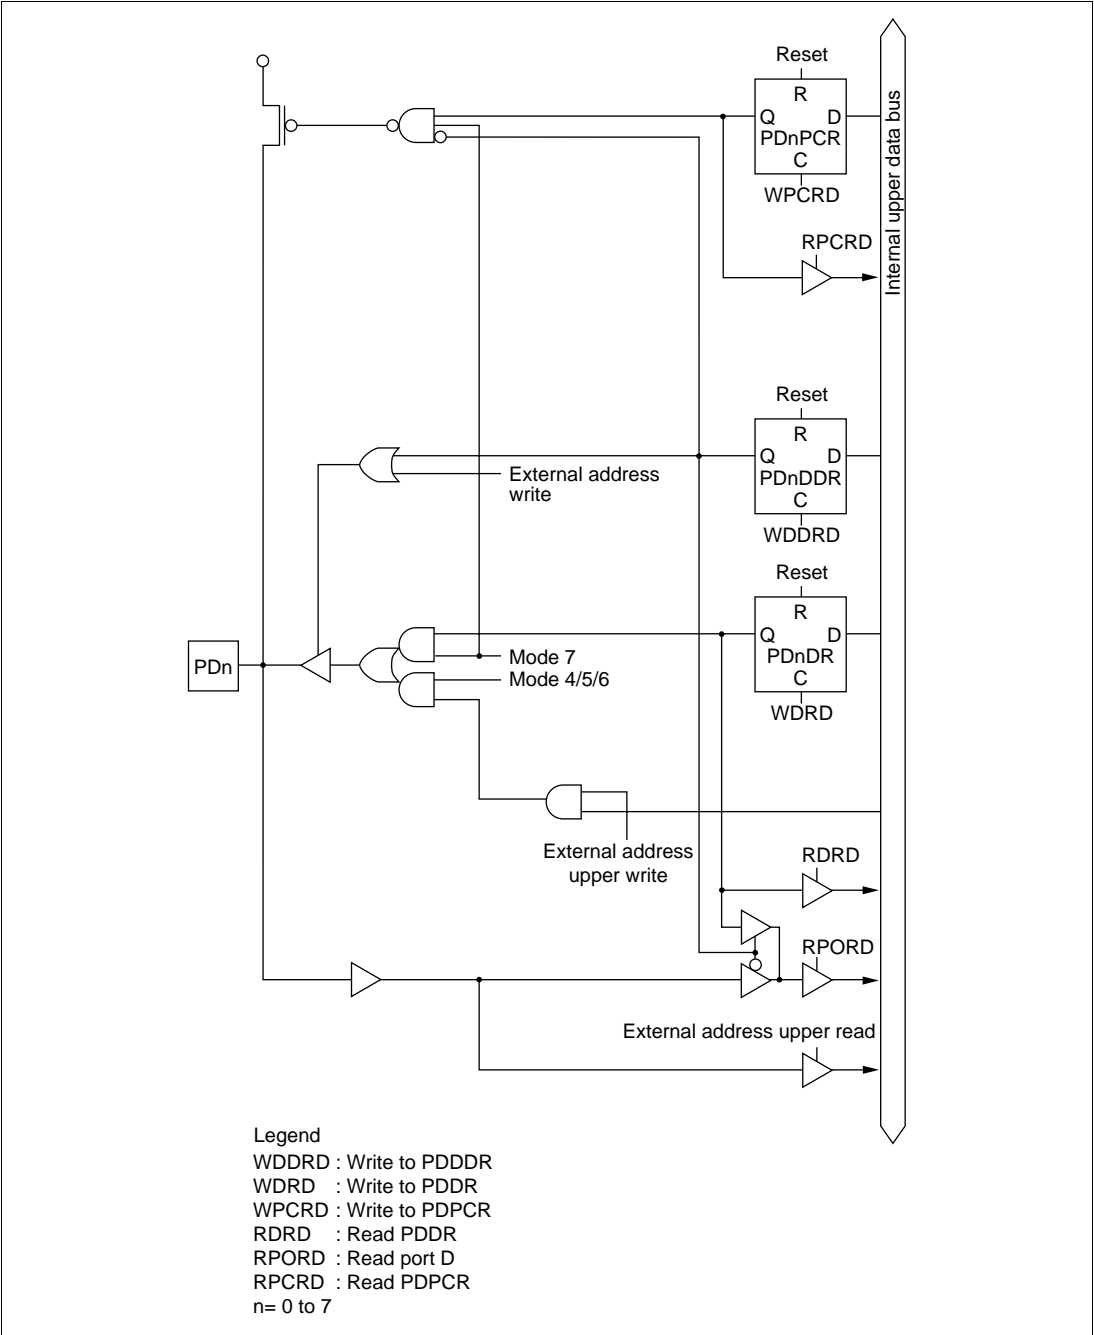 Reset
R
Q D
PDnPCR
C
WPCRD
Internal upper data bus
RPCRD
Reset
R
Q D
PDnDDR
C
WDDRD
External address
write
Reset
R
Q D
PDnDR
C
WDRD
PDn
Mode 7
Mode 4/5/6
External address
upper write
RDRD
RPORD
External address upper read
Legend
WDDRD : Write to PDDDR
WDRD : Write to PDDR
WPCRD : Write to PDPCR
RDRD : Read PDDR
RPORD : Read port D
RPCRD : Read PDPCR
n= 0 to 7